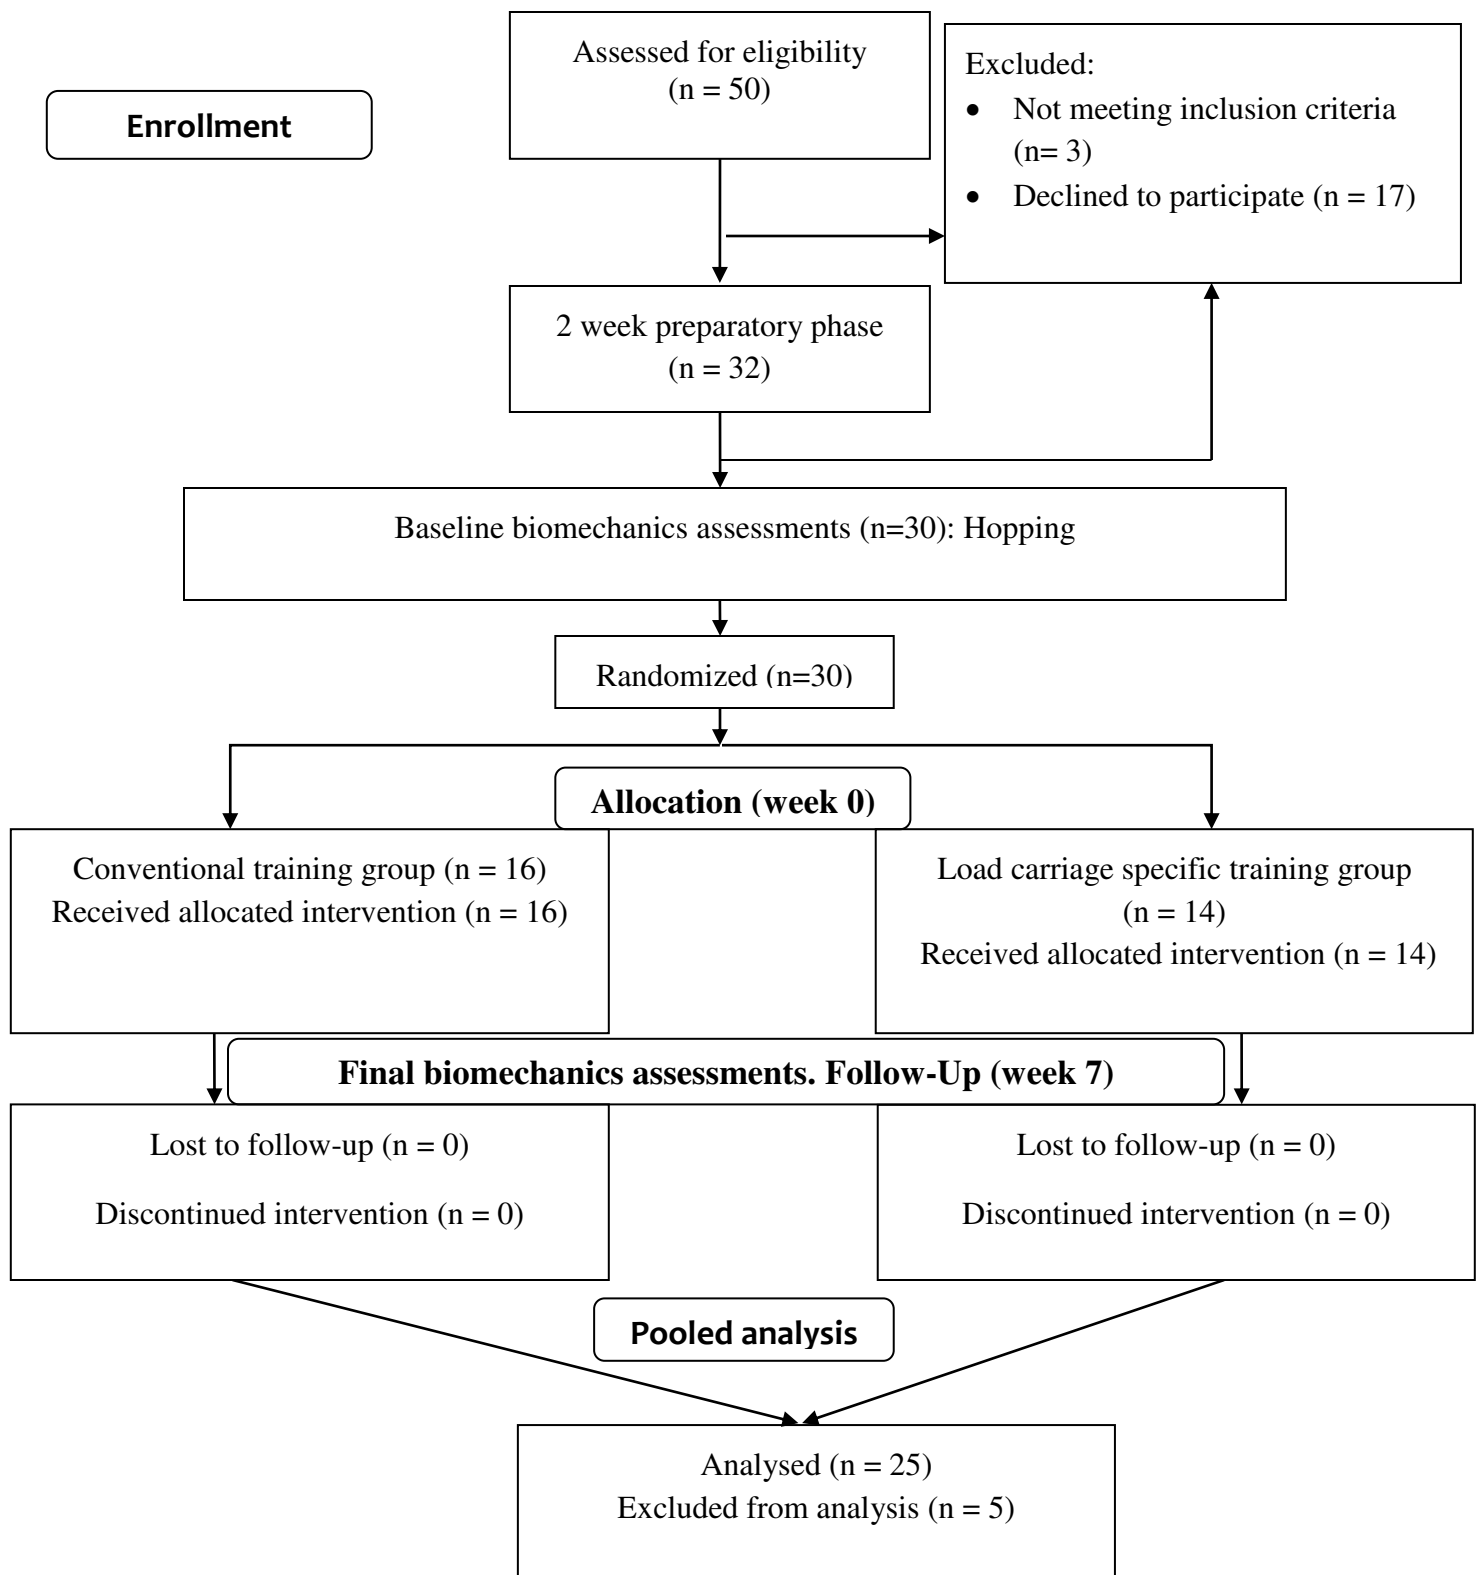 Assessed for eligibility
(n = 50)
Enrollment
Excluded:
• Not meeting inclusion criteria
(n= 3)
• Declined to participate (n = 17)
2 week preparatory phase
(n = 32)
Baseline biomechanics assessments (n=30): Hopping
Randomized (n=30)
Allocation (week 0)
Conventional training group (n = 16)
Received allocated intervention (n = 16)
Load carriage specific training group
(n = 14)
Received allocated intervention (n = 14)
Final biomechanics assessments. Follow-Up (week 7)
Lost to follow-up (n = 0)
Discontinued intervention (n = 0)
Lost to follow-up (n = 0)
Discontinued intervention (n = 0)
Pooled analysis
Analysed (n = 25)
Excluded from analysis (n = 5)